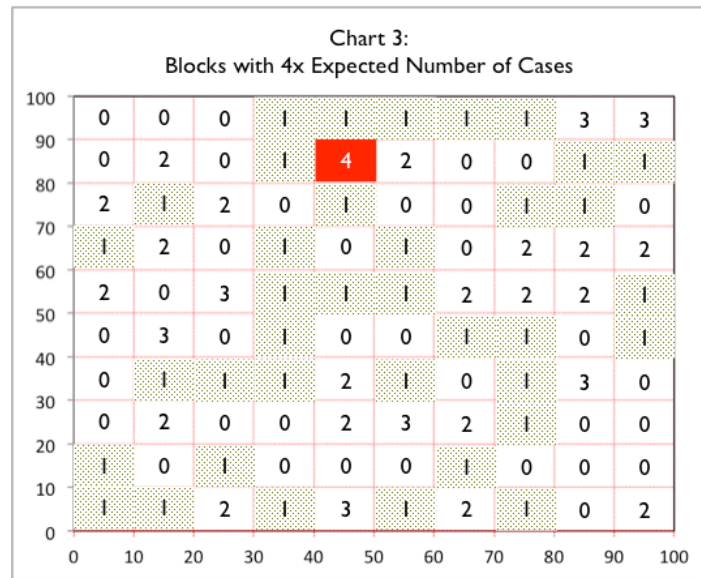 Chart 3:
Blocks with 4x Expected Number of Cases
100
0 0 0 1 1 1 1 1 3 3
90
0 2 0 1 4 2 0 0 1 1
80
2 1 2 0 1 0 0 1 1 0
70
1 2 0 1 0 1 0 2 2 2
60
2 0 3 1 1 1 2 2 2 1
50
0 3 0 1 0 0 1 1 0 1
40
0 1 1 1 2 1 0 1 3 0
30
0 2 0 0 2 3 2 1 0 0
20
1 0 1 0 0 0 1 0 0 0
10
1 1 2 1 3 1 2 1 0 2
0
0 10 20 30 40 50 60 70 80 90 100